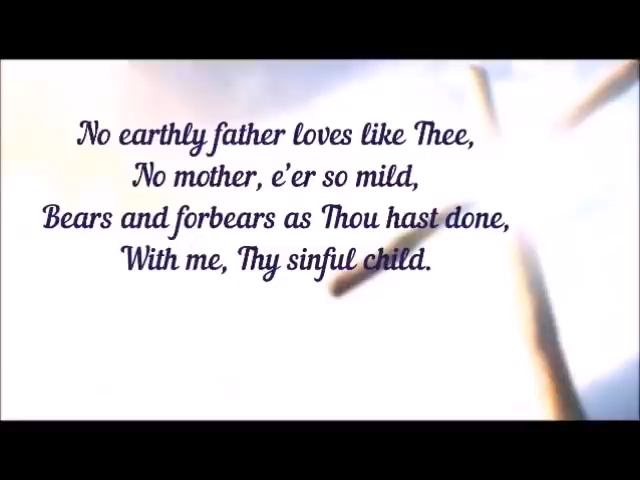 No earthly father loves like Thee,
No mother, e'er so mild,
Bears and forbears as Thou hast done,
With me, Thy sinful child.